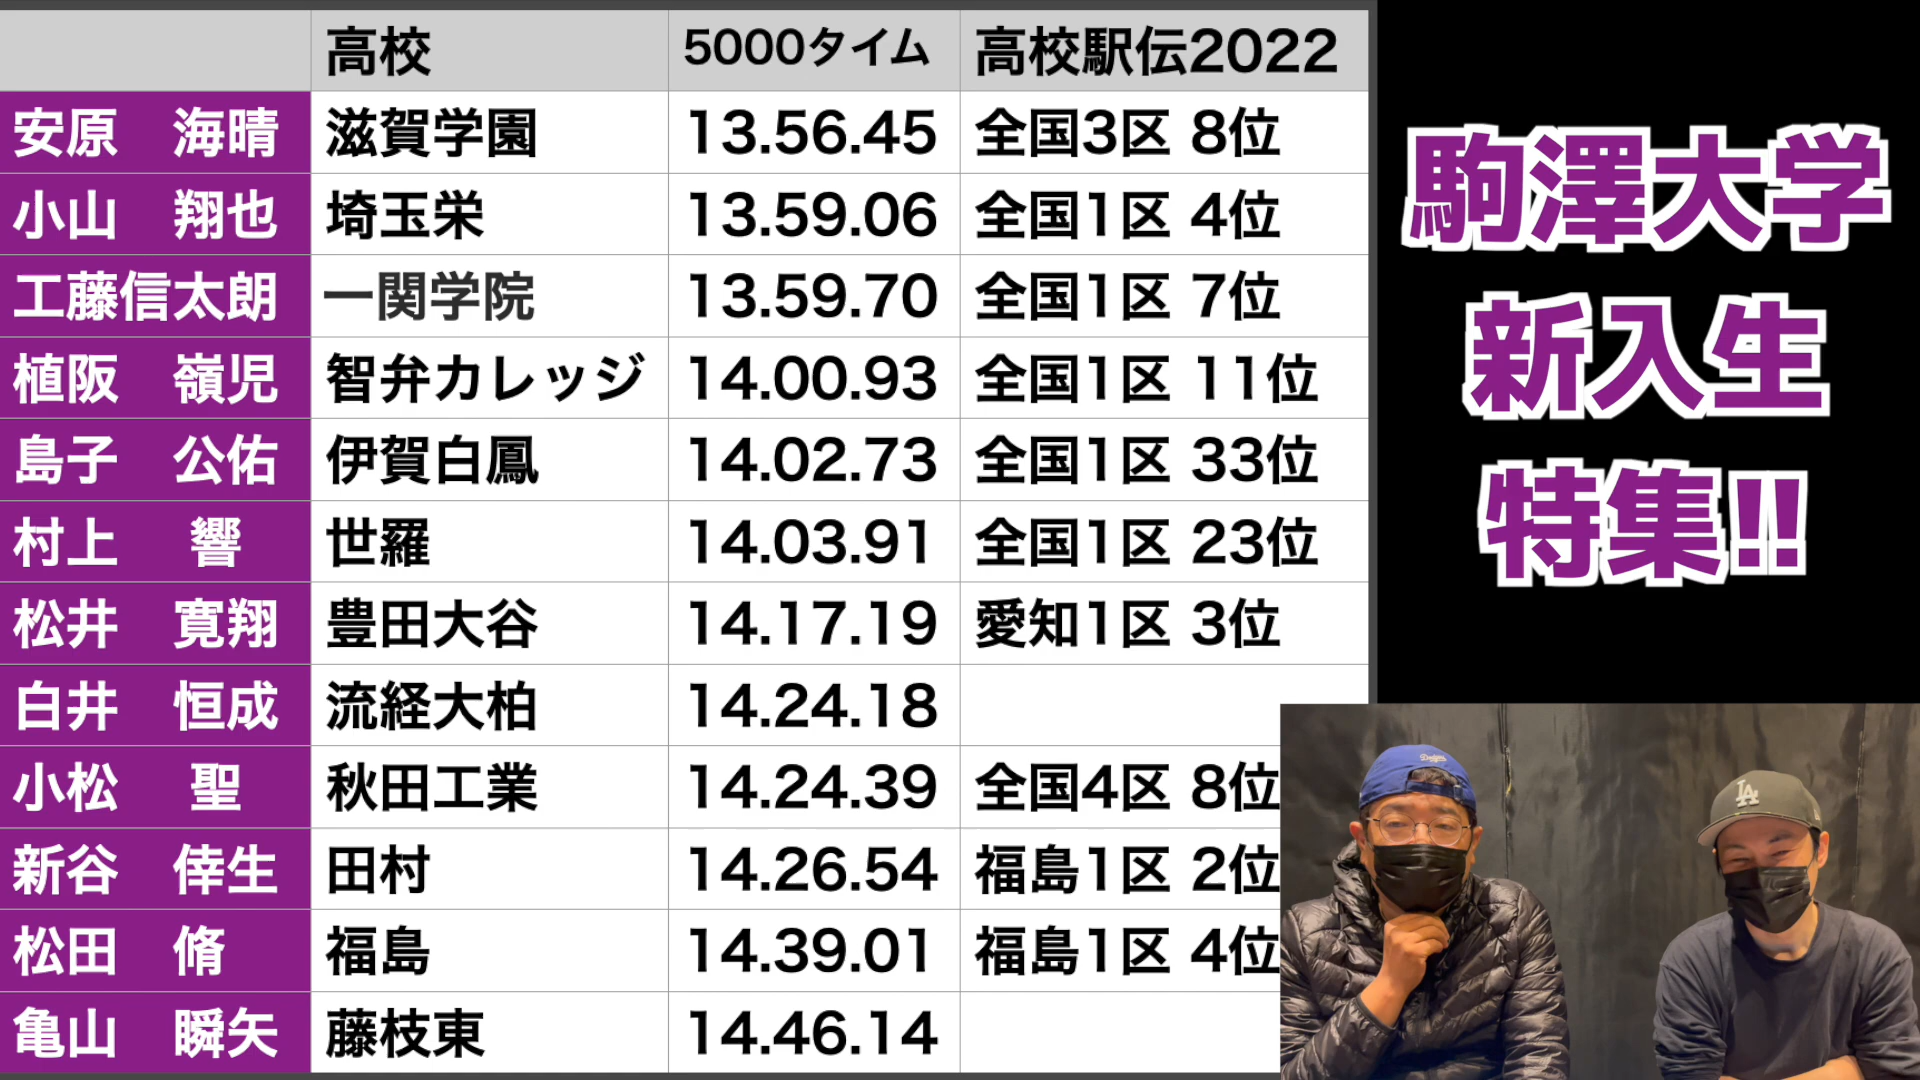 高校 5000タイム 高校駅伝2022
安原 海晴 滋賀学園 13.56.45 全国3区 8位
小山 翔也 埼玉栄 13.59.06 全国1区 4位
工藤信太朗 一関学院 13.59.70 全国1区 7位
植阪 嶺児 智弁カレッジ 14.00.93 全国1区 11位
島子 公佑 伊賀白鳳 14.02.73 全国1区 33位
村上 響 世羅 14.03.91 全国1区 23位
松井 寛翔 豊田大谷 14.17.19 愛知1区 3位
白井 恒成 流経大柏 14.24.18
小松 聖 秋田工業 14.24.39 全国4区 8位
新谷 倖生 田村 14.26.54 福島1区 2位
松田 脩 福島 14.39.01 福島1区 4位
亀山 瞬矢 藤枝東 14.46.14
駒澤大学
新入生
特集!!
Dodgers
LA